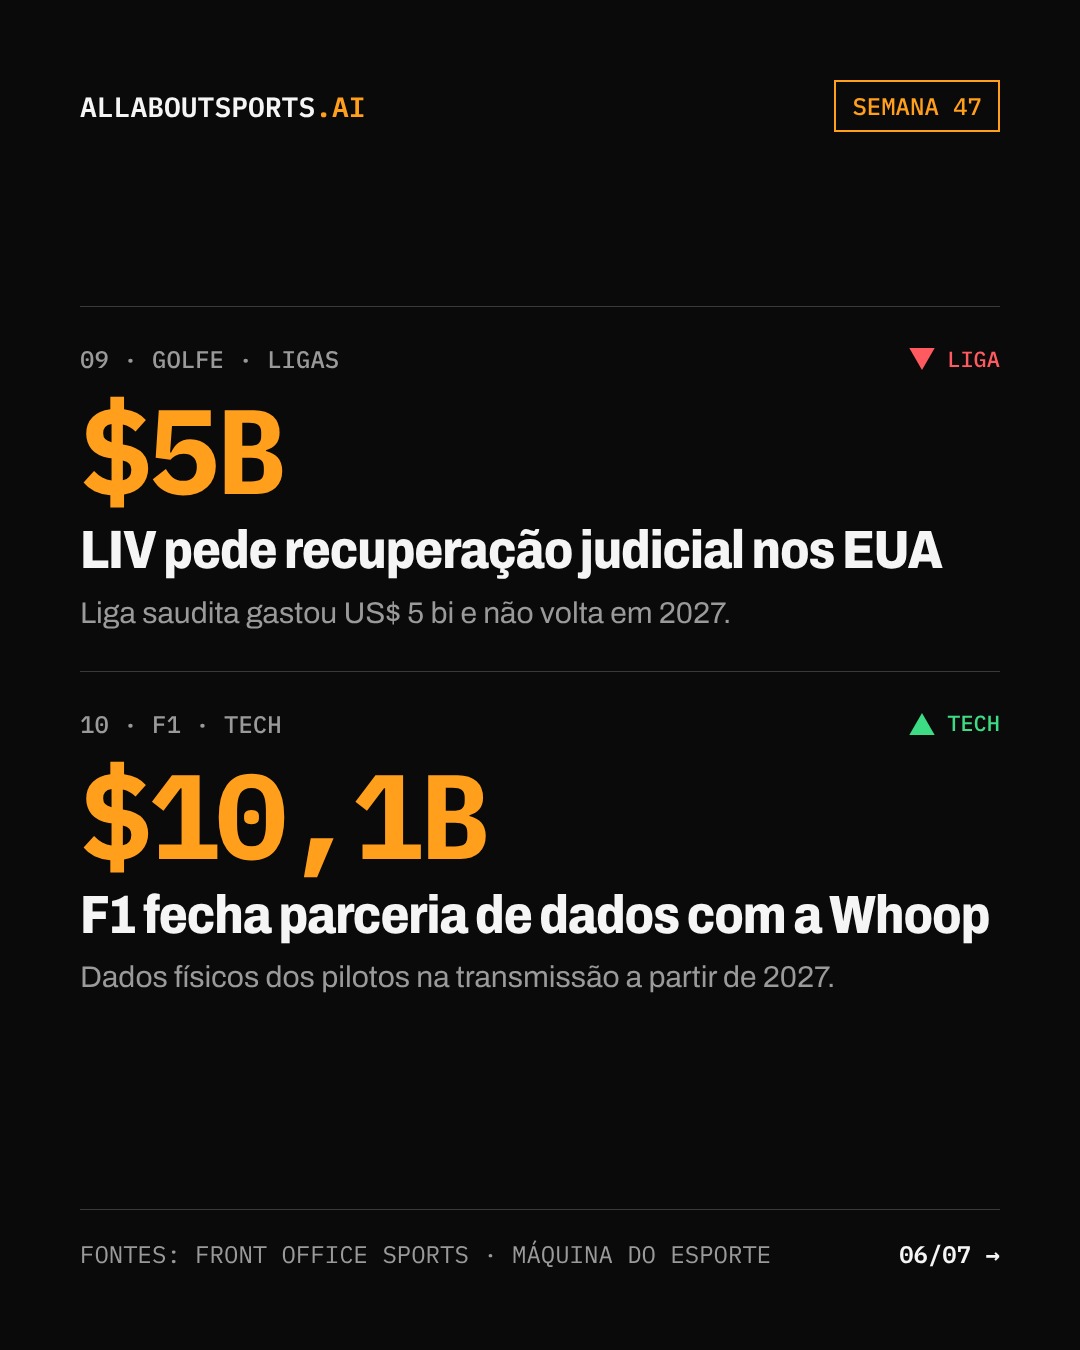 ALLABOUTSPORTS.AI
SEMANA 47
09 · GOLFE · LIGAS
▼ LIGA
$5B
LIV pede recuperação judicial nos EUA
Liga saudita gastou US$ 5 bi e não volta em 2027.
10 · F1 · TECH
▲ TECH
$10,1B
F1 fecha parceria de dados com a Whoop
Dados físicos dos pilotos na transmissão a partir de 2027.
FONTES: FRONT OFFICE SPORTS · MÁQUINA DO ESPORTE
06/07 →